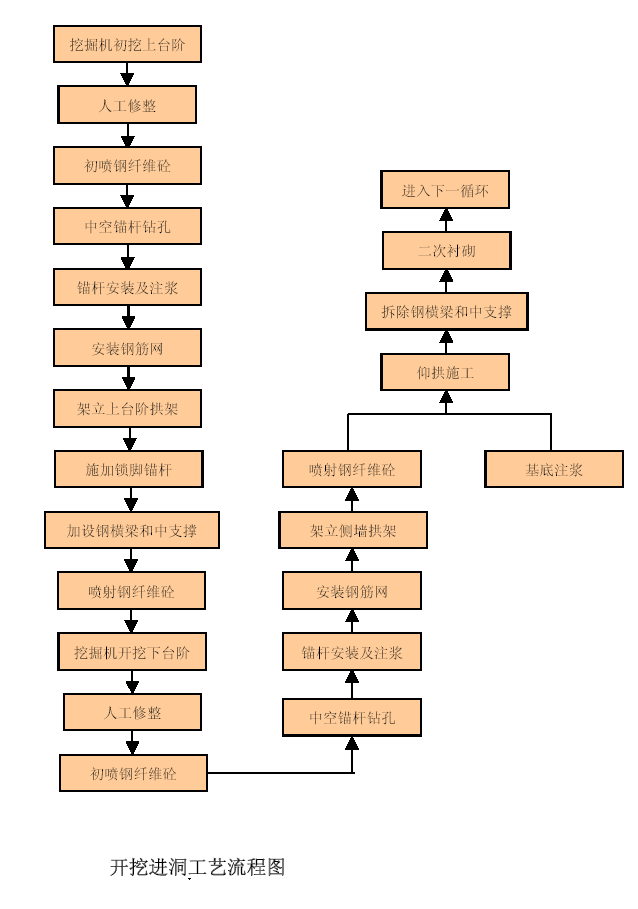 挖掘机初挖上台阶
人工修整
初喷钢纤维砼
中空锚杆钻孔
锚杆安装及注浆
安装钢筋网
架立上台阶拱架
施加锁脚锚杆
加设钢横梁和中支撑
喷射钢纤维砼
挖掘机开挖下台阶
人工修整
初喷钢纤维砼
中空锚杆钻孔
锚杆安装及注浆
安装钢筋网
架立侧墙拱架
喷射钢纤维砼
基底注浆
仰拱施工
拆除钢横梁和中支撑
二次衬砌
进入下一循环
开挖进洞工艺流程图